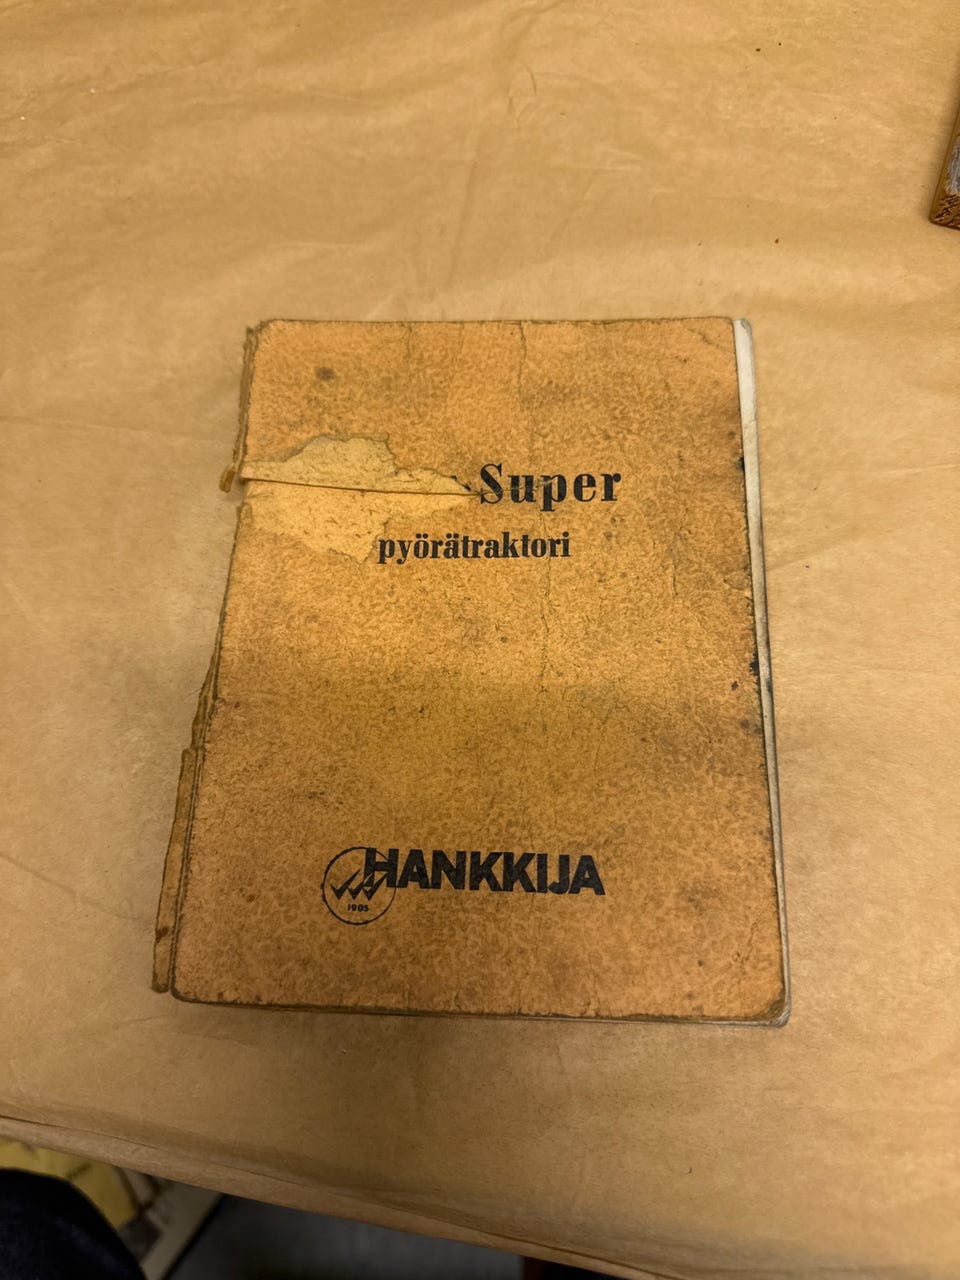 Super
pyörätraktori
HANKKIJA
1905